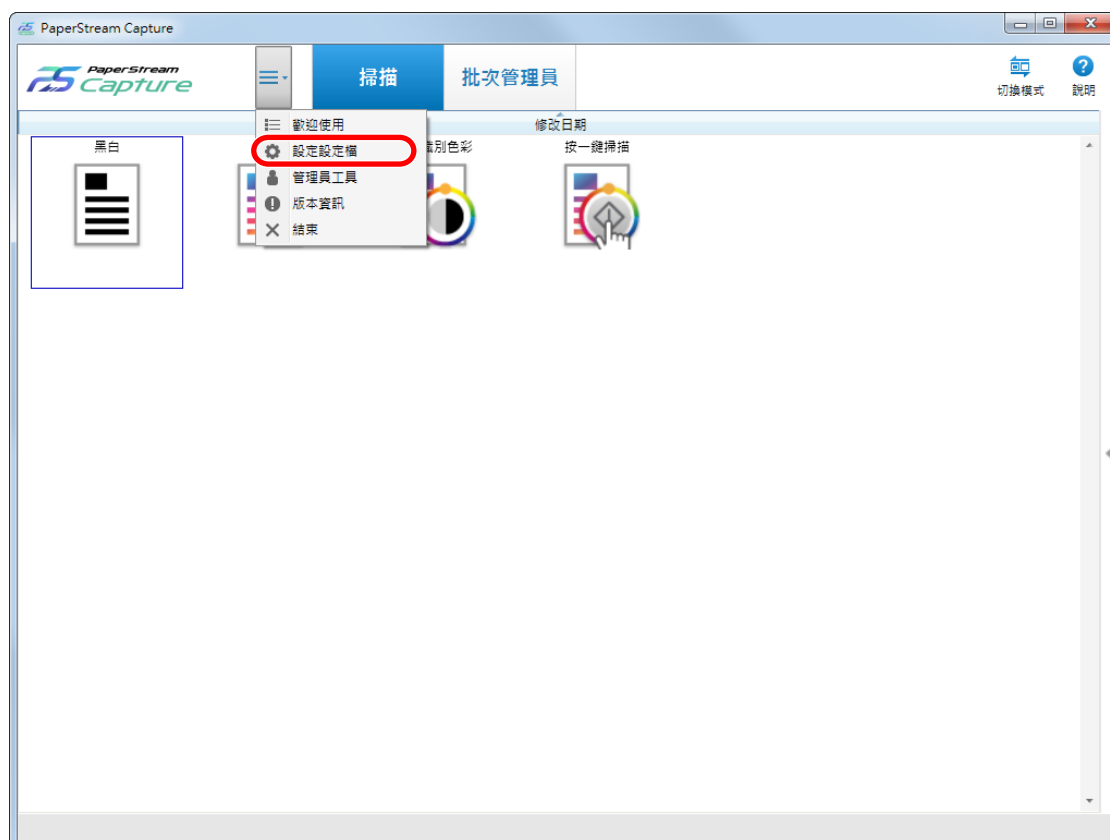 PaperStream Capture
PaperStream
Capture
掃描
批次管理員
切換模式
說明
歡迎使用
設定設定檔
管理員工具
版本資訊
結束
修改日期
黑白
識別色彩
按一鍵掃描